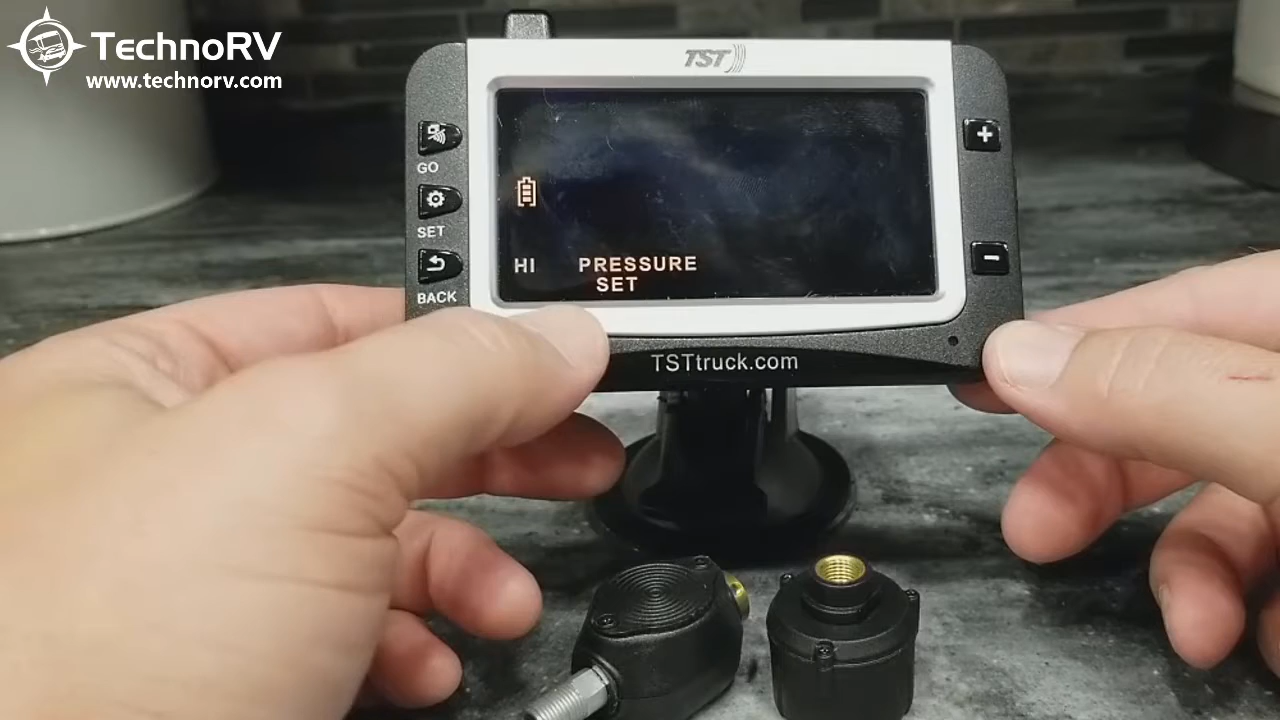 TechnoRV
www.technorv.com
TST
GO
SET
BACK
HI PRESSURE
SET
TSTtruck.com